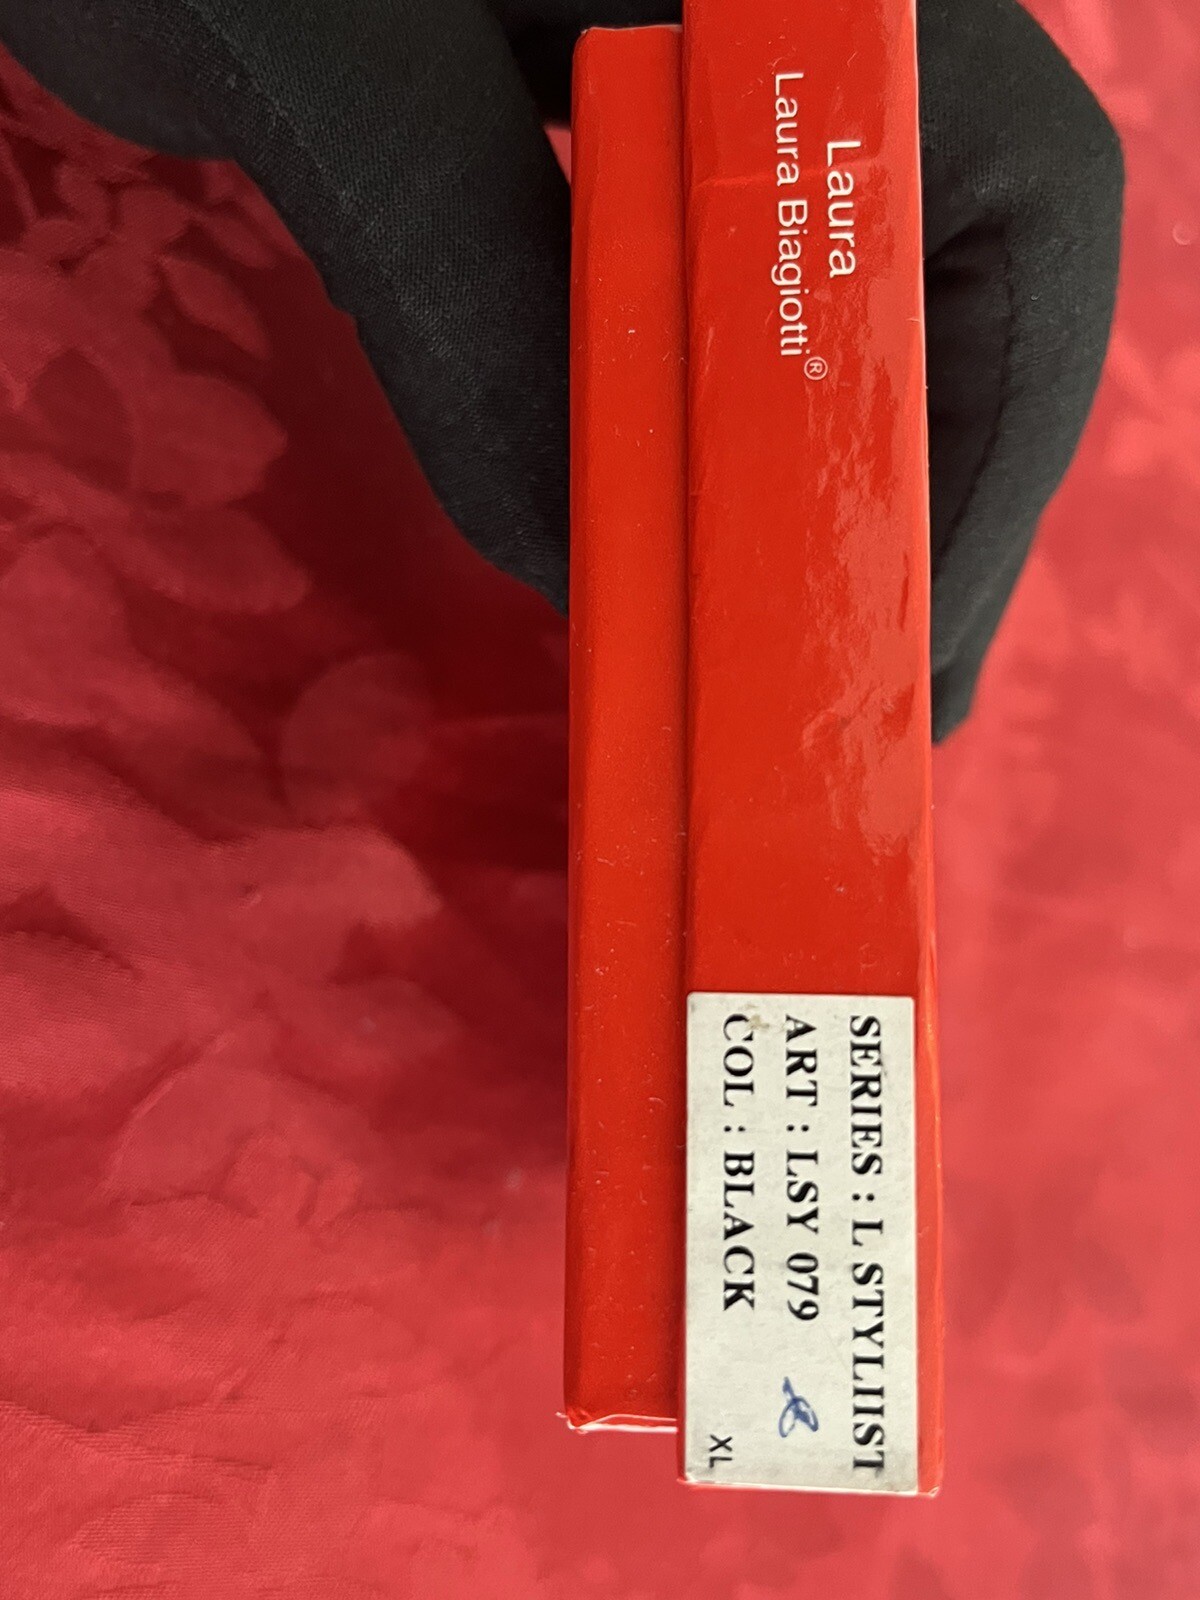 Laura
Laura Biagiotti®
SERIES : L STYLIIST
ART : LSY 079
COL : BLACK
XL